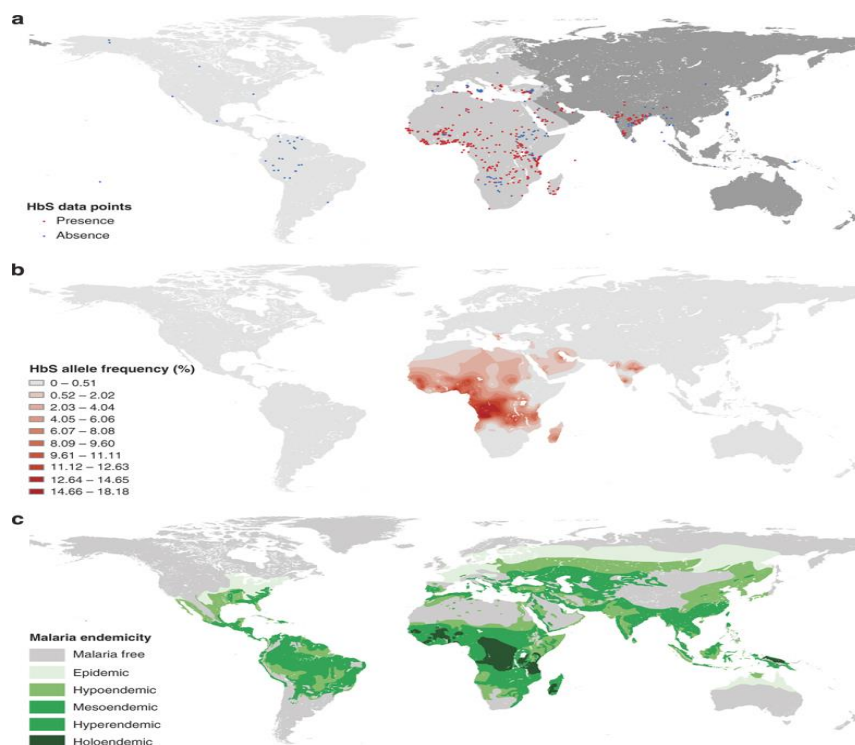 a
HbS data points
Presence
Absence
b
HbS allele frequency (%)
0 – 0.51
0.52 – 2.02
2.03 – 4.04
4.05 – 6.06
6.07 – 8.08
8.09 – 9.60
9.61 – 11.11
11.12 – 12.63
12.64 – 14.65
14.66 – 18.18
c
Malaria endemicity
Malaria free
Epidemic
Hypoendemic
Mesoendemic
Hyperendemic
Holoendemic